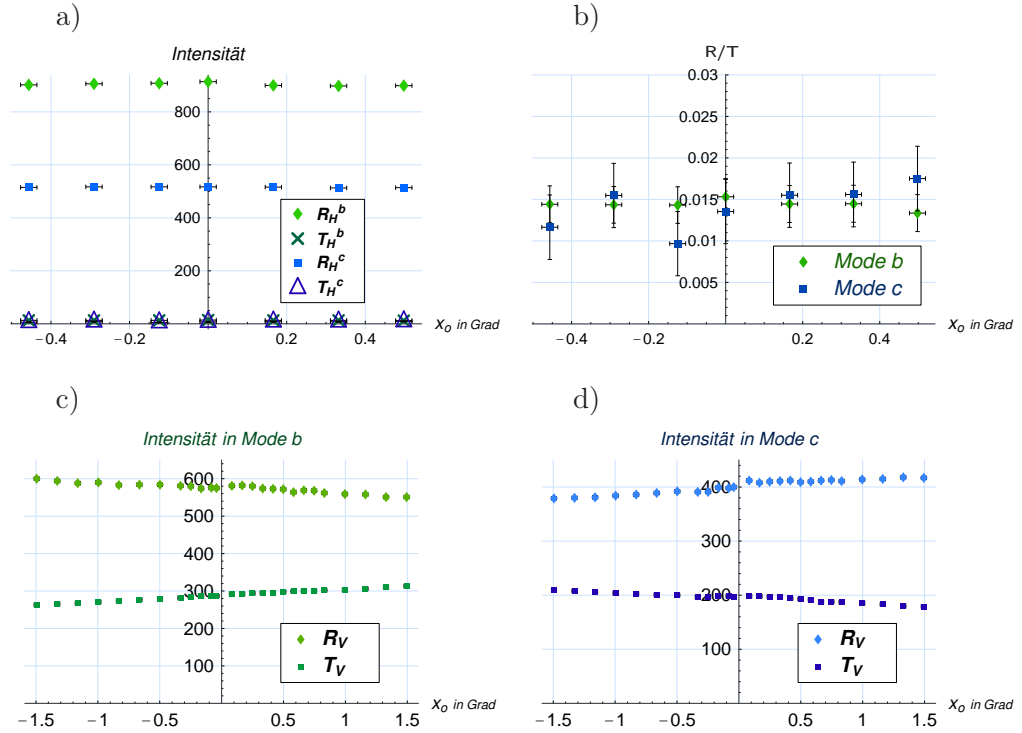 a)
Intensität
800
600
400
200
−0.4
−0.2
0.2
0.4
X₀ in Grad
R_H^b
T_H^b
R_H^c
T_H^c
b)
R/T
0.03
0.025
0.02
0.015
0.01
0.005
−0.4
−0.2
0.2
0.4
X₀ in Grad
Mode b
Mode c
c)
Intensität in Mode b
600
500
400
300
200
100
−1.5
−1
−0.5
0.5
1
1.5
X₀ in Grad
R_V
T_V
d)
Intensität in Mode c
400
300
200
100
−1.5
−1
−0.5
0.5
1
1.5
X₀ in Grad
R_V
T_V